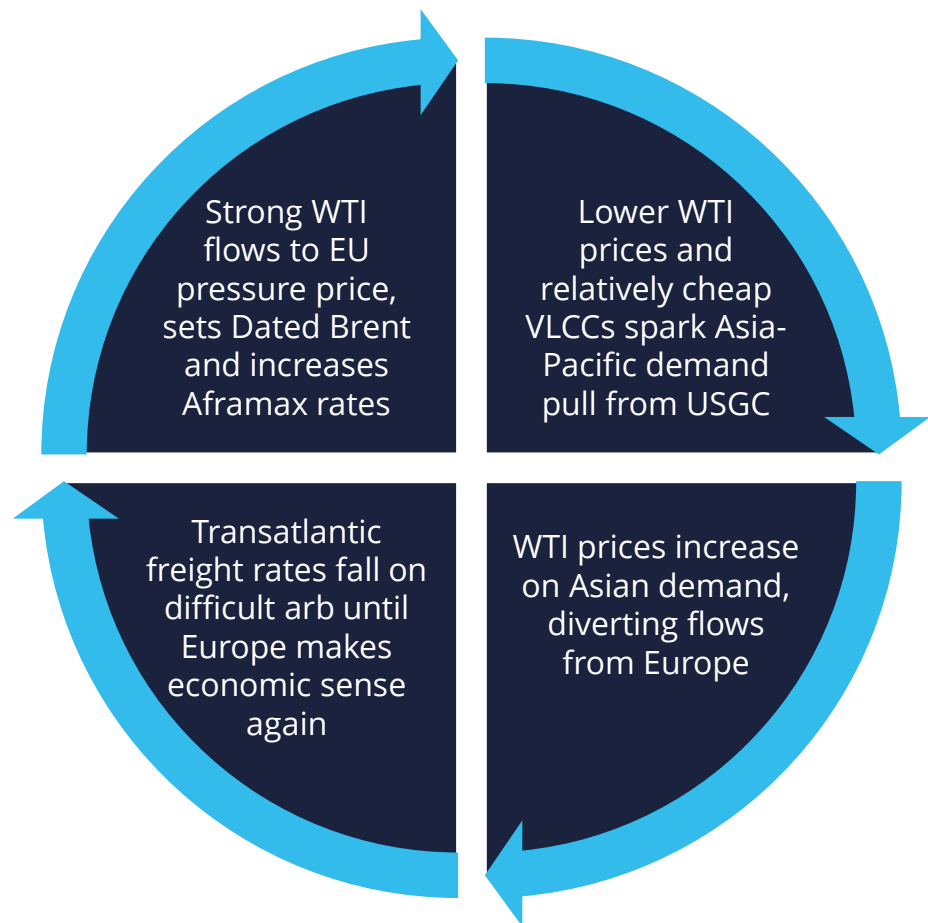 Strong WTI
flows to EU
pressure price,
sets Dated Brent
and increases
Aframax rates
Lower WTI
prices and
relatively cheap
VLCCs spark Asia-
Pacific demand
pull from USGC
WTI prices increase
on Asian demand,
diverting flows
from Europe
Transatlantic
freight rates fall on
difficult arb until
Europe makes
economic sense
again